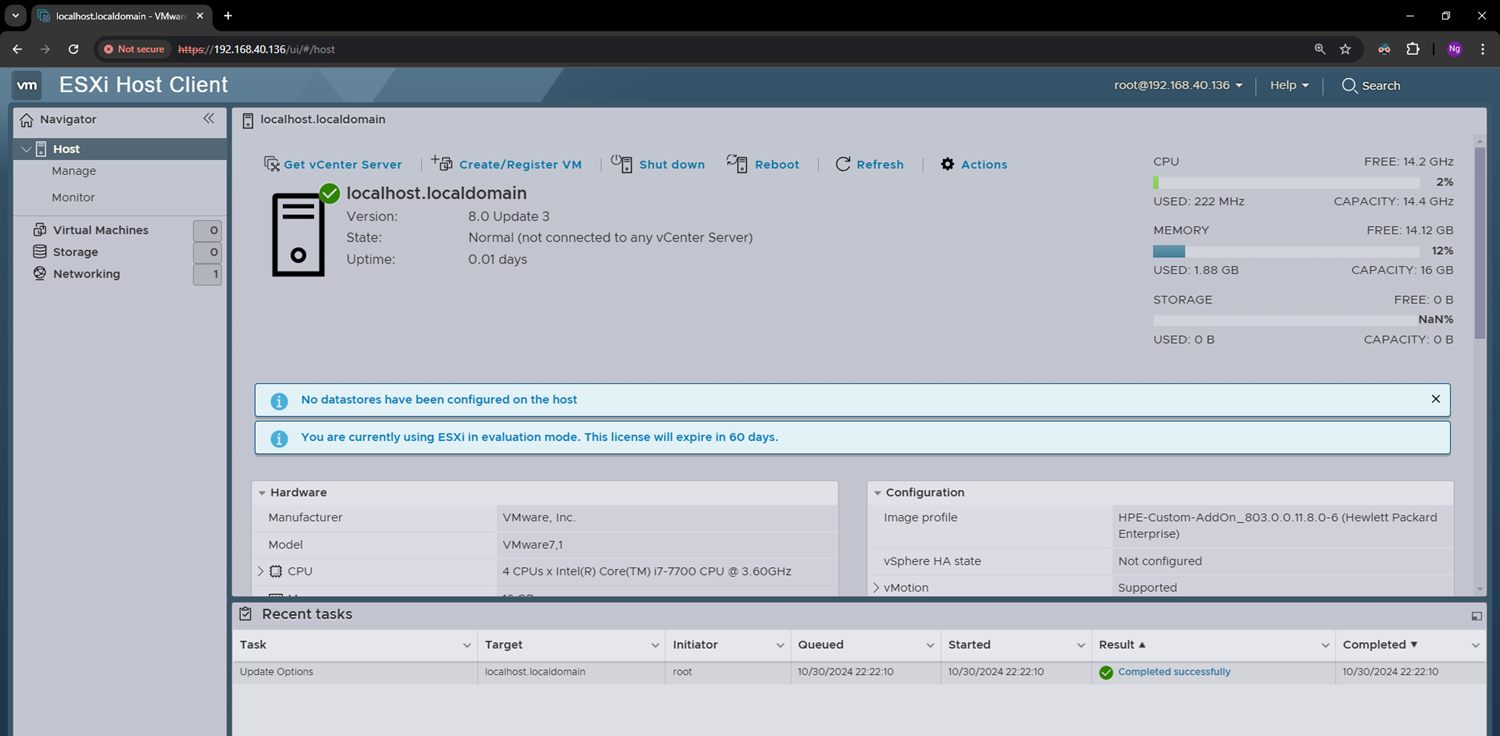 localhost.localdomain - VMwar
Not secure https://192.168.40.136/ui/#/host
Ng
vm ESXi Host Client
root@192.168.40.136 Help Search
Navigator
Host
Manage
Monitor
Virtual Machines 0
Storage 0
Networking 1
localhost.localdomain
Get vCenter Server Create/Register VM Shut down Reboot Refresh Actions
localhost.localdomain
Version: 8.0 Update 3
State: Normal (not connected to any vCenter Server)
Uptime: 0.01 days
CPU FREE: 14.2 GHz
2%
USED: 222 MHz CAPACITY: 14.4 GHz
MEMORY FREE: 14.12 GB
12%
USED: 1.88 GB CAPACITY: 16 GB
STORAGE FREE: 0 B
NaN%
USED: 0 B CAPACITY: 0 B
No datastores have been configured on the host
You are currently using ESXi in evaluation mode. This license will expire in 60 days.
Hardware
Manufacturer VMware, Inc.
Model VMware7,1
CPU 4 CPUs x Intel(R) Core(TM) i7-7700 CPU @ 3.60GHz
Configuration
Image profile HPE-Custom-AddOn_803.0.0.11.8.0-6 (Hewlett Packard
Enterprise)
vSphere HA state Not configured
vMotion Supported
Recent tasks
Task Target Initiator Queued Started Result Completed
Update Options localhost.localdomain root 10/30/2024 22:22:10 10/30/2024 22:22:10 Completed successfully 10/30/2024 22:22:10